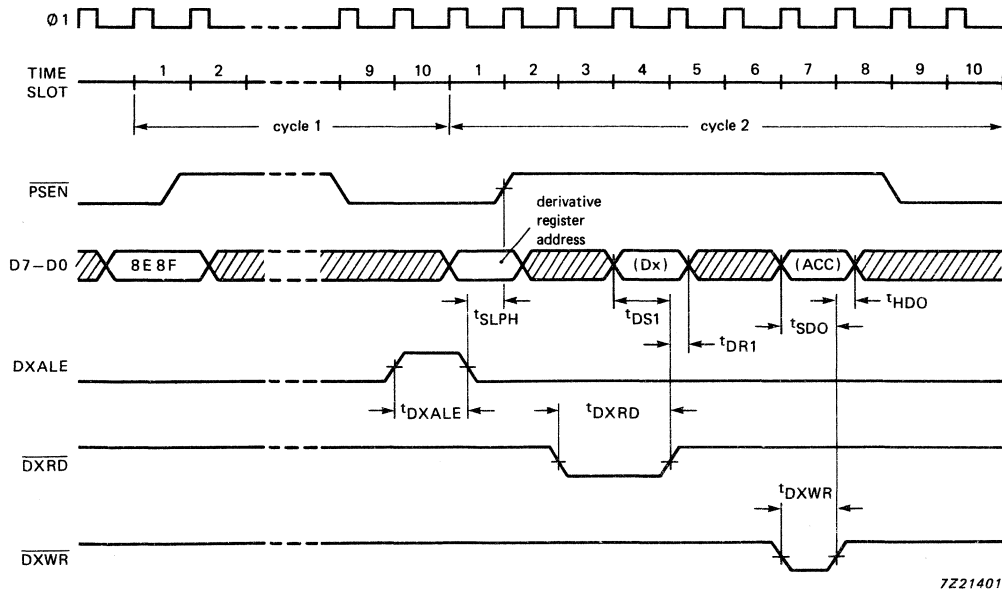 Ø 1
TIME SLOT
1 2 9 10 1 2 3 4 5 6 7 8 9 10
cycle 1 cycle 2
PSEN
derivative
register
address
D7–D0 8E 8F (Dx) (ACC)
tSLPH tDS1 tSDO tHDO
tDR1
DXALE
tDXALE tDXRD
DXRD
tDXWR
DXWR
7Z21401